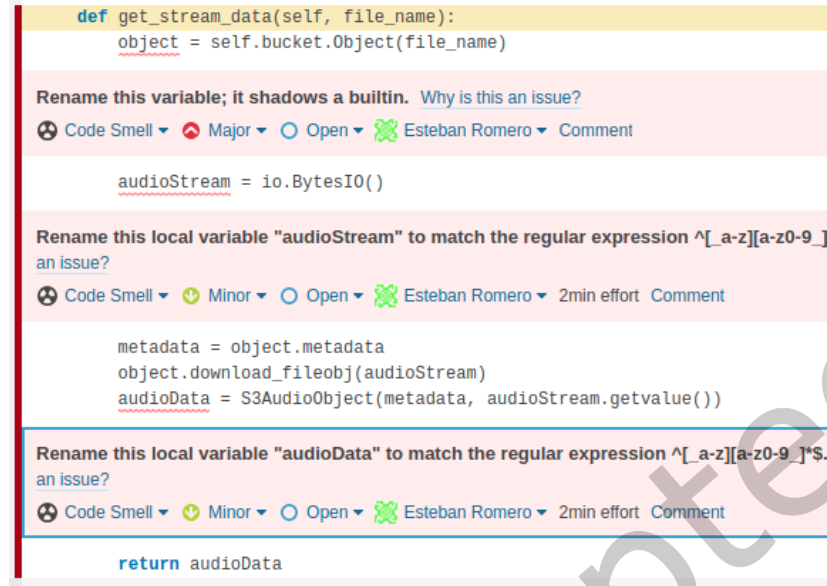 def get_stream_data(self, file_name):
object = self.bucket.Object(file_name)
Rename this variable; it shadows a builtin. Why is this an issue?
Code Smell Major Open Esteban Romero Comment
audioStream = io.BytesIO()
Rename this local variable "audioStream" to match the regular expression ^[_a-z][a-z0-9_]
an issue?
Code Smell Minor Open Esteban Romero 2min effort Comment
metadata = object.metadata
object.download_fileobj(audioStream)
audioData = S3AudioObject(metadata, audioStream.getvalue())
Rename this local variable "audioData" to match the regular expression ^[_a-z][a-z0-9_]*$.
an issue?
Code Smell Minor Open Esteban Romero 2min effort Comment
return audioData